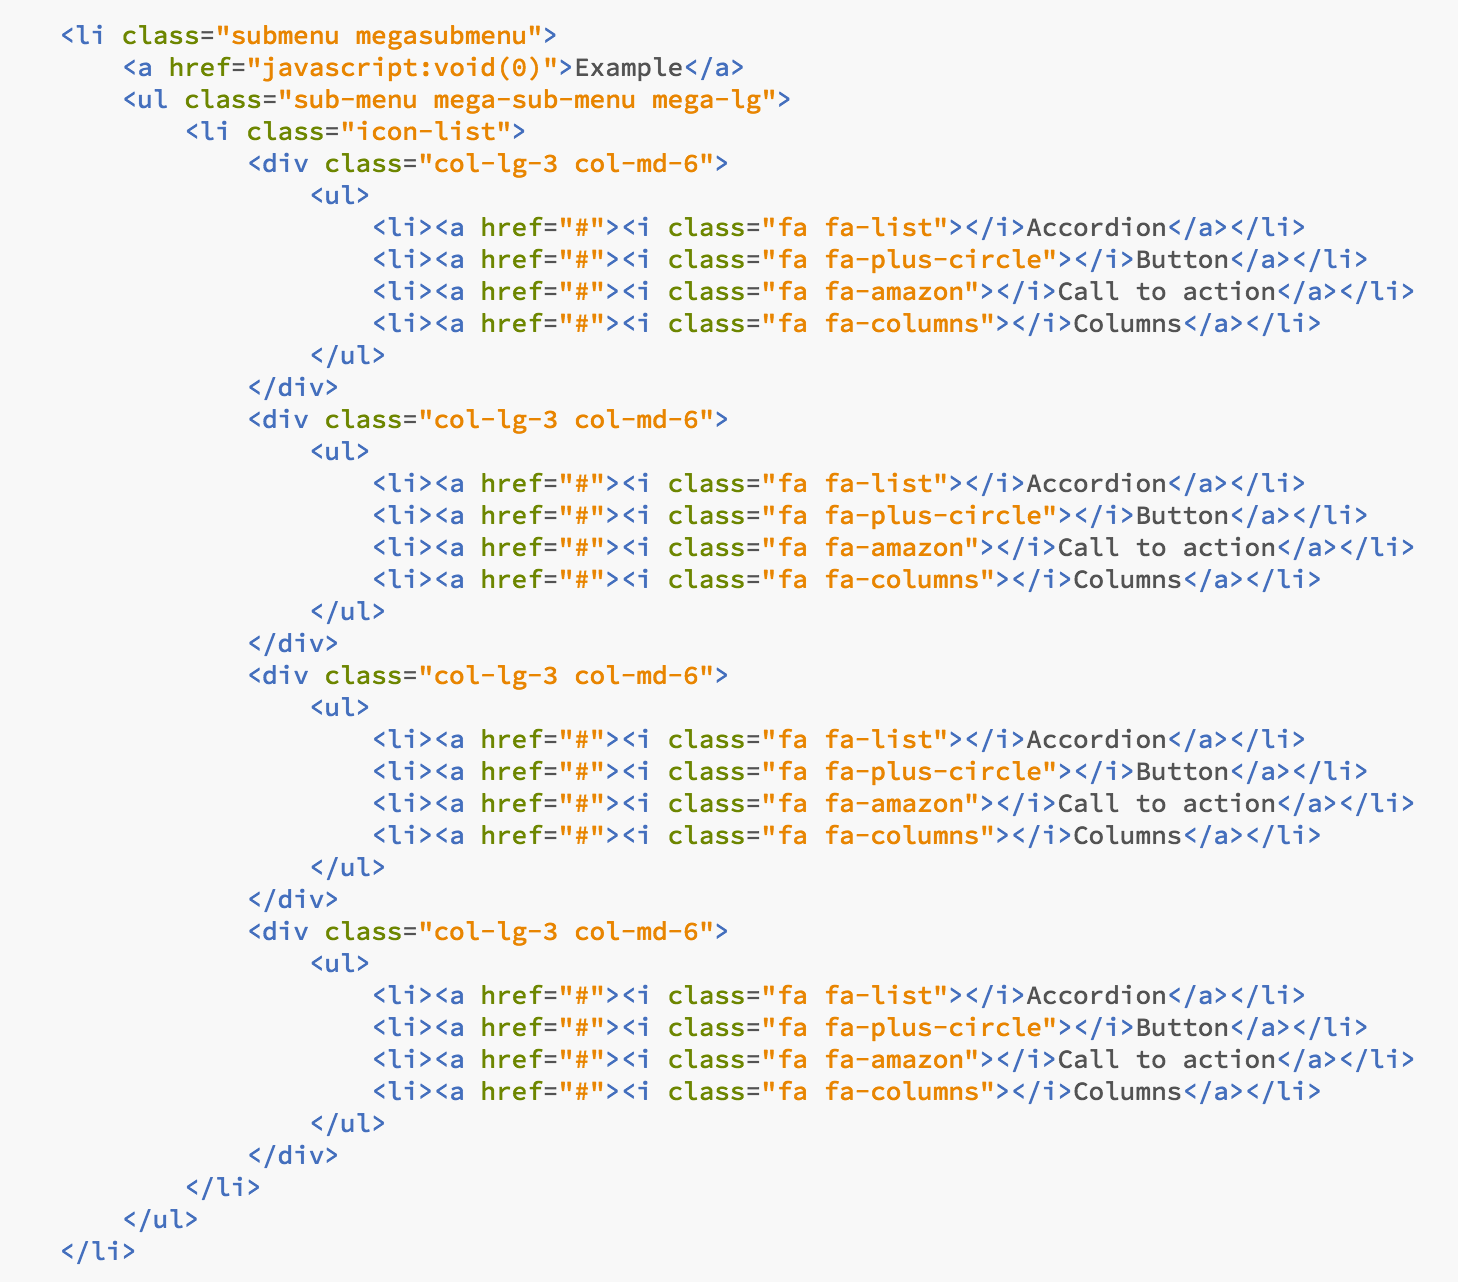 <li class="submenu megasubmenu">
    <a href="javascript:void(0)">Example</a>
    <ul class="sub-menu mega-sub-menu mega-lg">
        <li class="icon-list">
            <div class="col-lg-3 col-md-6">
                <ul>
                    <li><a href="#"><i class="fa fa-list"></i>Accordion</a></li>
                    <li><a href="#"><i class="fa fa-plus-circle"></i>Button</a></li>
                    <li><a href="#"><i class="fa fa-amazon"></i>Call to action</a></li>
                    <li><a href="#"><i class="fa fa-columns"></i>Columns</a></li>
                </ul>
            </div>
            <div class="col-lg-3 col-md-6">
                <ul>
                    <li><a href="#"><i class="fa fa-list"></i>Accordion</a></li>
                    <li><a href="#"><i class="fa fa-plus-circle"></i>Button</a></li>
                    <li><a href="#"><i class="fa fa-amazon"></i>Call to action</a></li>
                    <li><a href="#"><i class="fa fa-columns"></i>Columns</a></li>
                </ul>
            </div>
            <div class="col-lg-3 col-md-6">
                <ul>
                    <li><a href="#"><i class="fa fa-list"></i>Accordion</a></li>
                    <li><a href="#"><i class="fa fa-plus-circle"></i>Button</a></li>
                    <li><a href="#"><i class="fa fa-amazon"></i>Call to action</a></li>
                    <li><a href="#"><i class="fa fa-columns"></i>Columns</a></li>
                </ul>
            </div>
            <div class="col-lg-3 col-md-6">
                <ul>
                    <li><a href="#"><i class="fa fa-list"></i>Accordion</a></li>
                    <li><a href="#"><i class="fa fa-plus-circle"></i>Button</a></li>
                    <li><a href="#"><i class="fa fa-amazon"></i>Call to action</a></li>
                    <li><a href="#"><i class="fa fa-columns"></i>Columns</a></li>
                </ul>
            </div>
        </li>
    </ul>
</li>